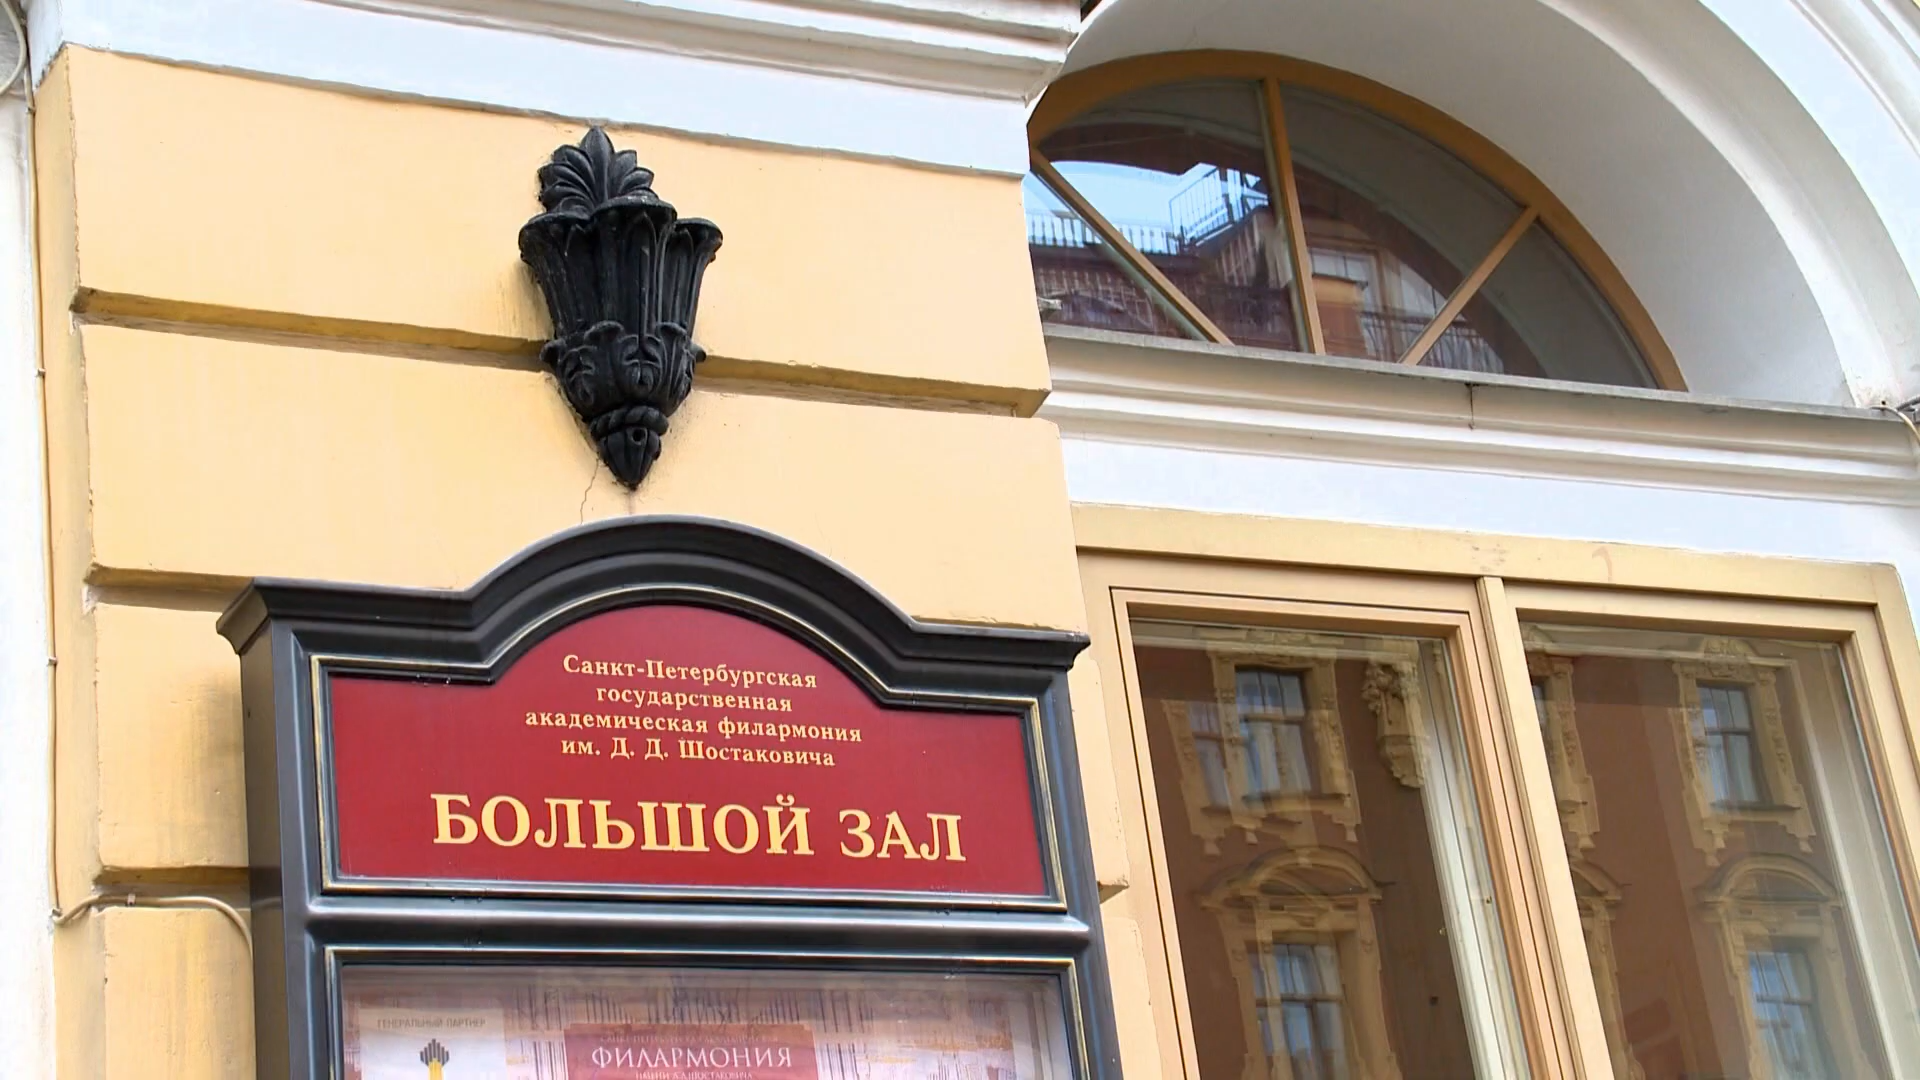 Санкт-Петербургская
государственная
академическая филармония
им. Д. Д. Шостаковича
БОЛЬШОЙ ЗАЛ
ГЕНЕРАЛЬНЫЙ ПАРТНЕР
ФИЛАРМОНИЯ